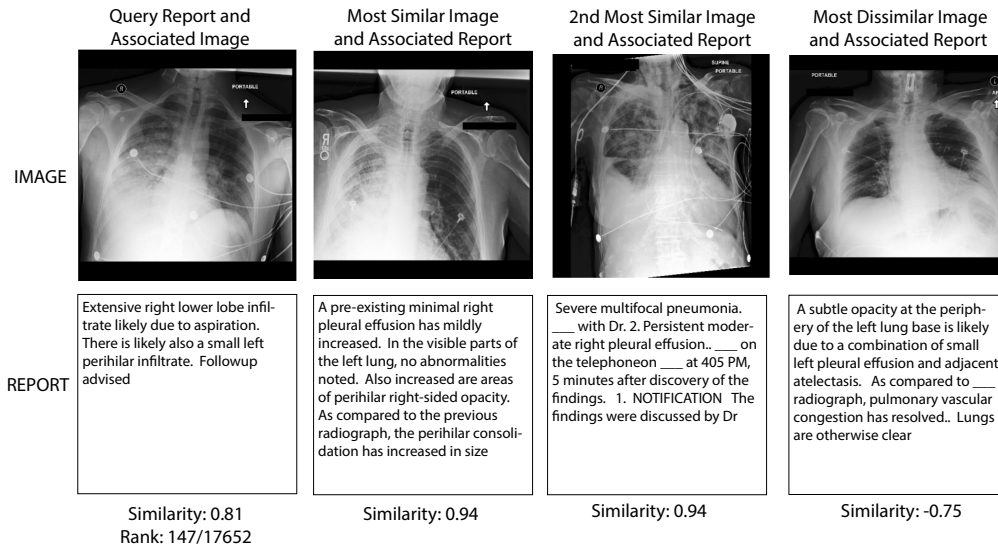 Query Report and
Associated Image
Most Similar Image
and Associated Report
2nd Most Similar Image
and Associated Report
Most Dissimilar Image
and Associated Report
IMAGE
PORTABLE
PORTABLE
SUPINE
PORTABLE
PORTABLE
REPORT
Extensive right lower lobe infil-
trate likely due to aspiration.
There is likely also a small left
perihilar infiltrate.  Followup
advised
A pre-existing minimal right
pleural effusion has mildly
increased.  In the visible parts of
the left lung, no abnormalities
noted.  Also increased are areas
of perihilar right-sided opacity.
As compared to the previous
radiograph, the perihilar consoli-
dation has increased in size
Severe multifocal pneumonia.
___ with Dr. 2. Persistent moder-
ate right pleural effusion.. ___ on
the telephoneon ___ at 405 PM,
5 minutes after discovery of the
findings.  1.  NOTIFICATION  The
findings were discussed by Dr
A subtle opacity at the periph-
ery of the left lung base is likely
due to a combination of small
left pleural effusion and adjacent
atelectasis.  As compared to ___
radiograph, pulmonary vascular
congestion has resolved..  Lungs
are otherwise clear
Similarity: 0.81
Rank: 147/17652
Similarity: 0.94
Similarity: 0.94
Similarity: -0.75